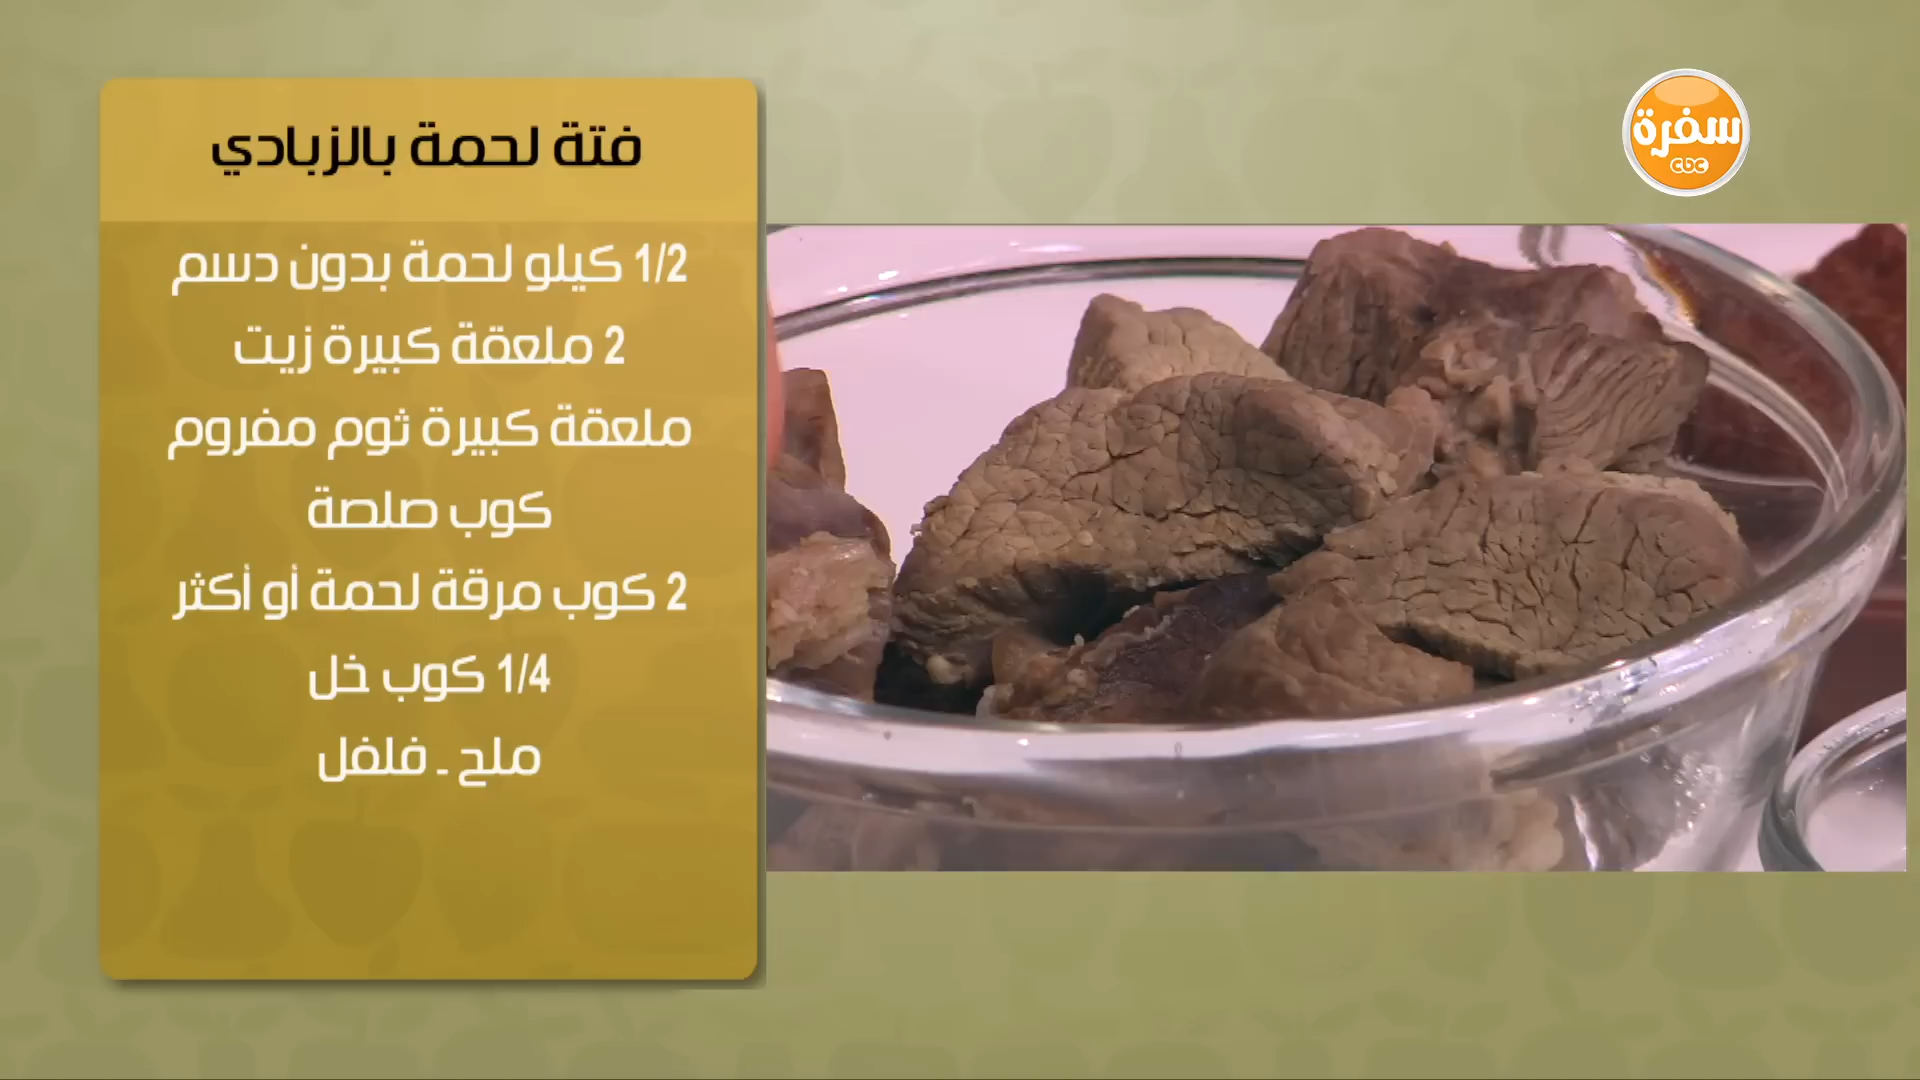 فتة لحمة بالزبادي
1/2 كيلو لحمة بدون دسم
2 ملعقة كبيرة زيت
ملعقة كبيرة ثوم مفروم
كوب صلصة
2 كوب مرقة لحمة أو أكثر
1/4 كوب خل
ملح - فلفل
سفرة
cbc